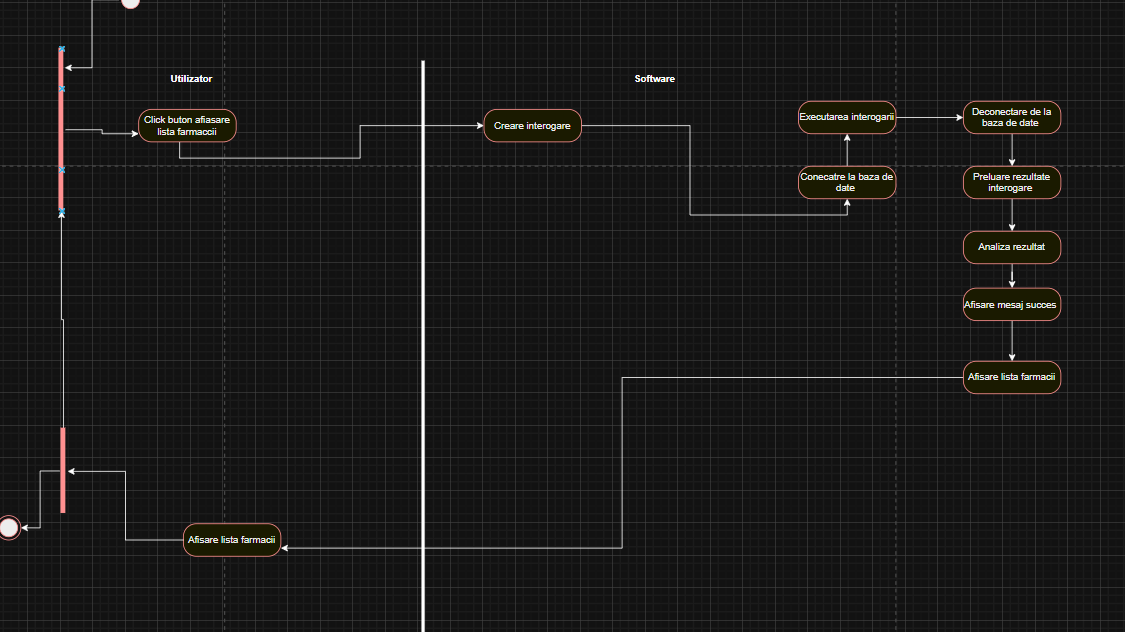 Utilizator
Software
Click buton afiasare
lista farmaccii
Creare interogare
Executarea interogarii
Deconectare de la
baza de date
Conecatre la baza de
date
Preluare rezultate
interogare
Analiza rezultat
Afisare mesaj succes
Afisare lista farmacii
Afisare lista farmacii